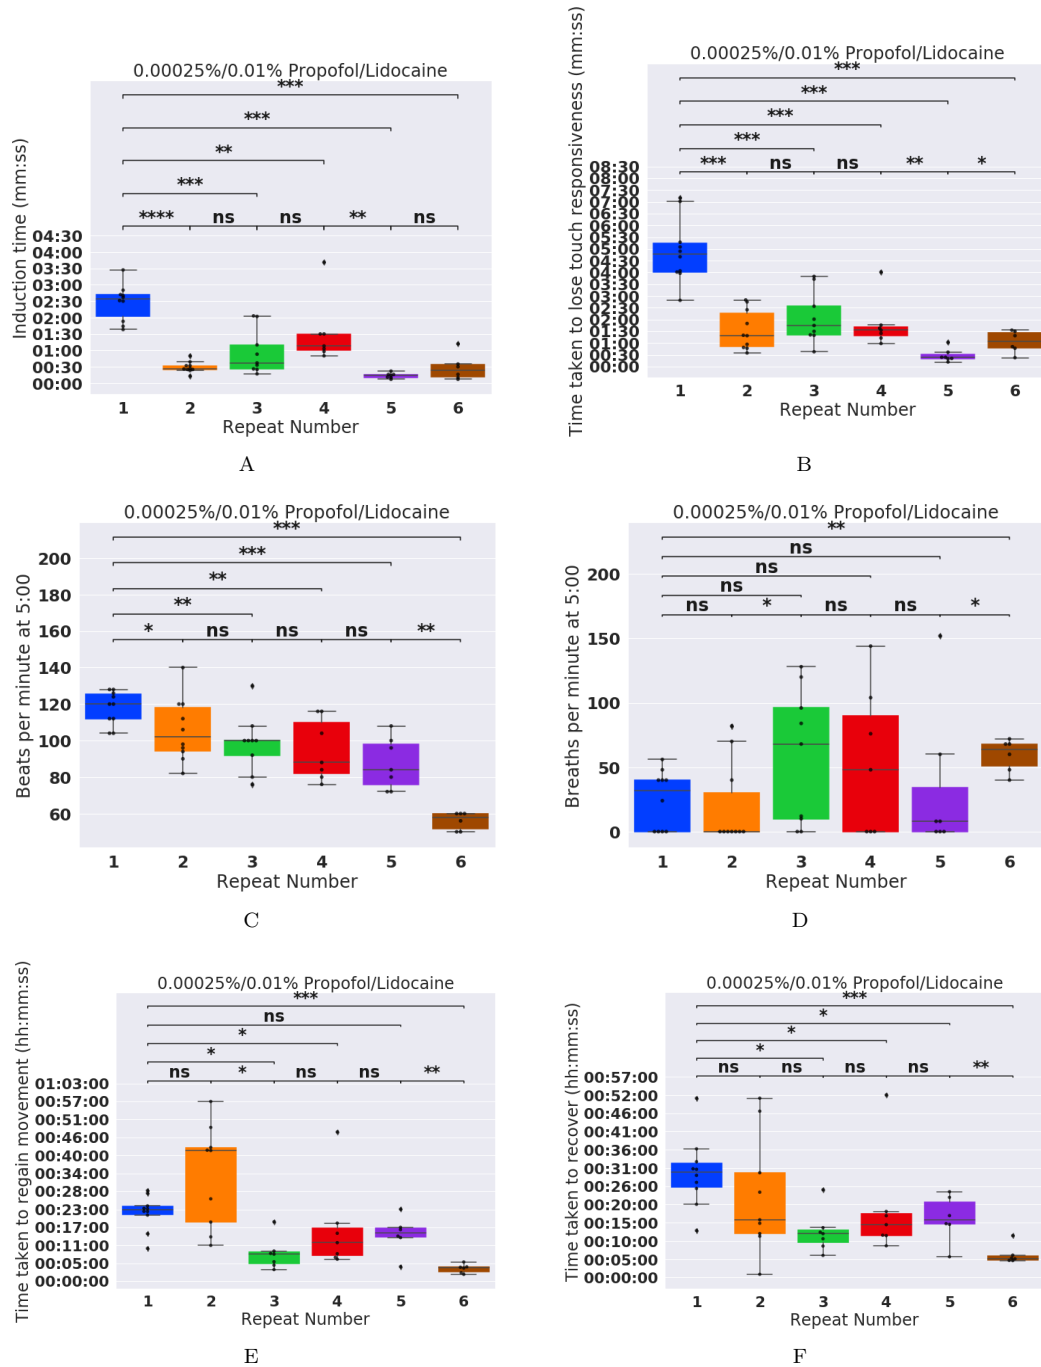 0.00025%/0.01% Propofol/Lidocaine
***
***
**
***
**** ns ns ** ns
Induction time (mm:ss)
04:30
04:00
03:30
03:00
02:30
02:00
01:30
01:00
00:30
00:00
1 2 3 4 5 6
Repeat Number
A
0.00025%/0.01% Propofol/Lidocaine
***
***
***
***
*** ns ns ** *
Time taken to lose touch responsiveness (mm:ss)
08:30
08:00
07:30
07:00
06:30
06:00
05:30
05:00
04:30
04:00
03:30
03:00
02:30
02:00
01:30
01:00
00:30
00:00
1 2 3 4 5 6
Repeat Number
B
0.00025%/0.01% Propofol/Lidocaine
***
***
**
**
* ns ns ns **
Beats per minute at 5:00
200
180
160
140
120
100
80
60
1 2 3 4 5 6
Repeat Number
C
0.00025%/0.01% Propofol/Lidocaine
**
ns
ns
ns
ns * ns ns *
Breaths per minute at 5:00
200
150
100
50
0
1 2 3 4 5 6
Repeat Number
D
0.00025%/0.01% Propofol/Lidocaine
***
ns
*
*
ns * ns ns **
Time taken to regain movement (hh:mm:ss)
01:03:00
00:57:00
00:51:00
00:46:00
00:40:00
00:34:00
00:28:00
00:23:00
00:17:00
00:11:00
00:05:00
00:00:00
1 2 3 4 5 6
Repeat Number
E
0.00025%/0.01% Propofol/Lidocaine
***
*
*
*
ns ns ns ns **
Time taken to recover (hh:mm:ss)
00:57:00
00:52:00
00:46:00
00:41:00
00:36:00
00:31:00
00:26:00
00:20:00
00:15:00
00:10:00
00:05:00
00:00:00
1 2 3 4 5 6
Repeat Number
F